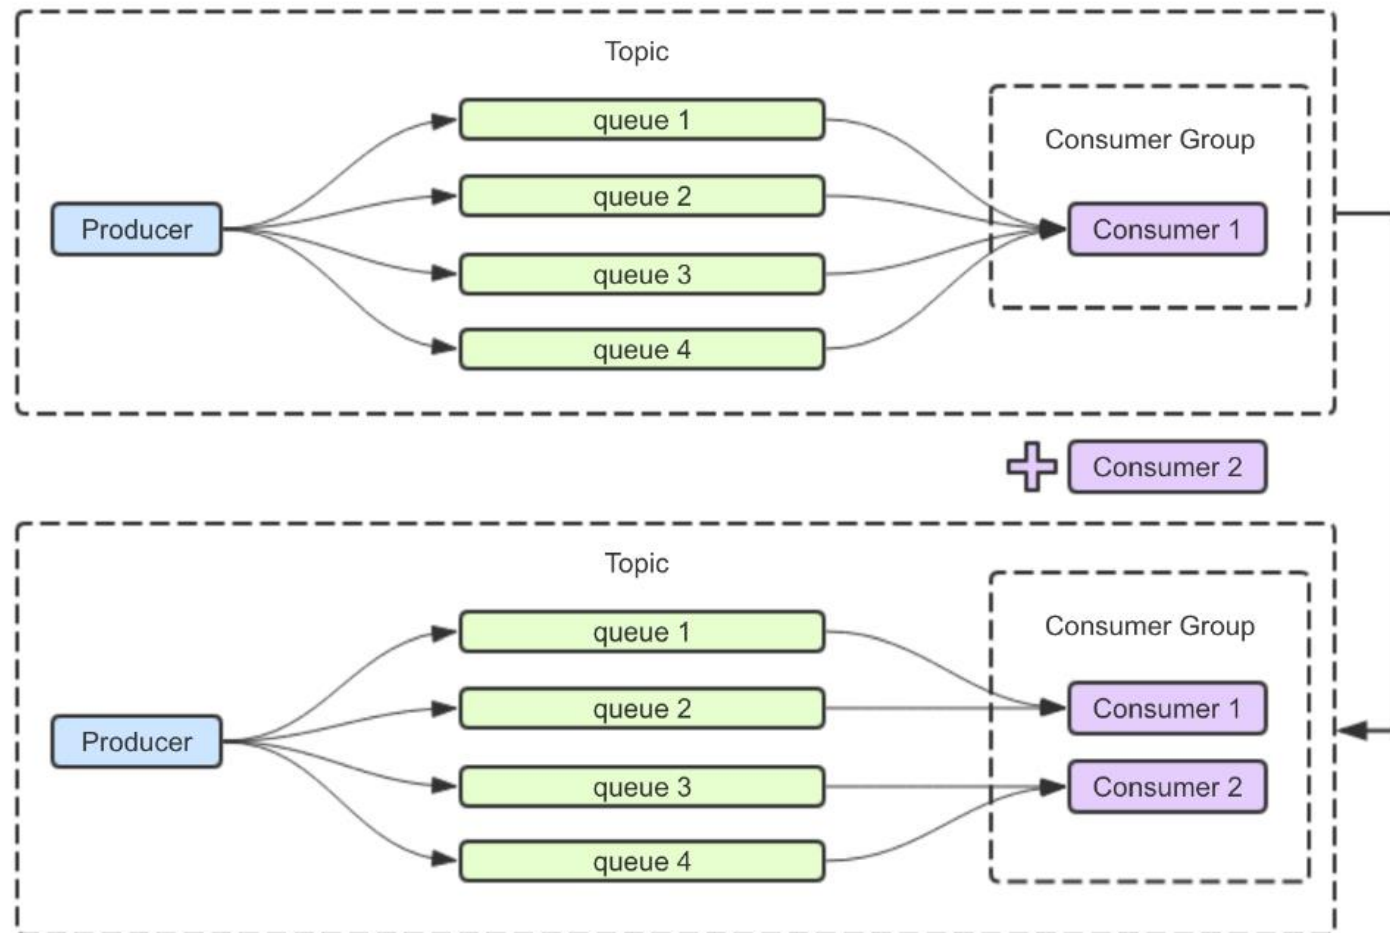 Topic
queue 1
Consumer Group
queue 2
Producer
Consumer 1
queue 3
queue 4
Consumer 2
Topic
queue 1
Consumer Group
queue 2
Consumer 1
Producer
queue 3
Consumer 2
queue 4